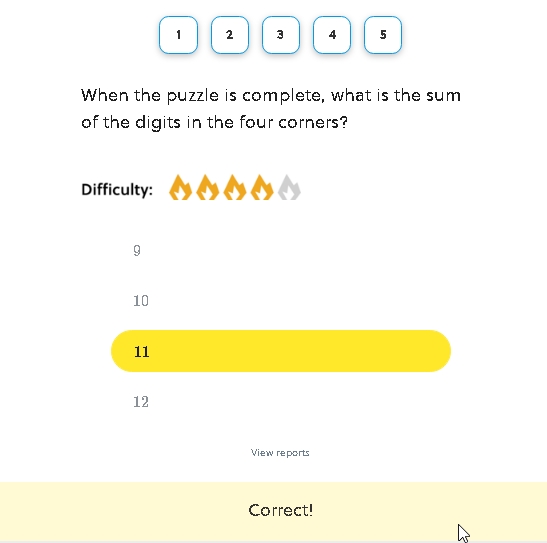 1 2 3 4 5
When the puzzle is complete, what is the sum
of the digits in the four corners?
Difficulty:
9
10
11
12
View reports
Correct!